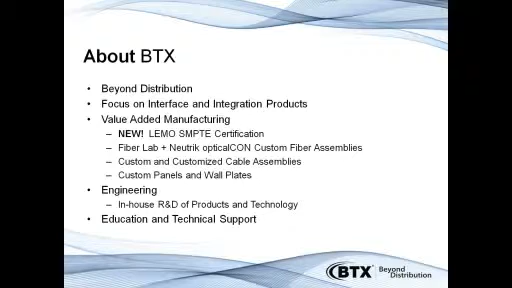 About BTX
• Beyond Distribution
• Focus on Interface and Integration Products
• Value Added Manufacturing
– NEW! LEMO SMPTE Certification
– Fiber Lab + Neutrik opticalCON Custom Fiber Assemblies
– Custom and Customized Cable Assemblies
– Custom Panels and Wall Plates
• Engineering
– In-house R&D of Products and Technology
• Education and Technical Support
BTX Beyond
Distribution